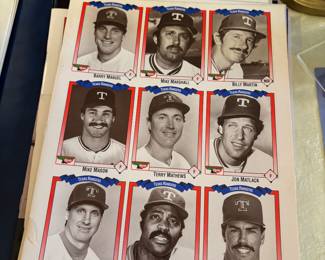 Texas Rangers Texas Rangers Texas Rangers
Barry Manuel P Mike Marshall P Billy Martin MGR
Texas Rangers Texas Rangers Texas Rangers
Mike Mason P Terry Mathews P Jon Matlack P
Texas Rangers Texas Rangers Texas Rangers